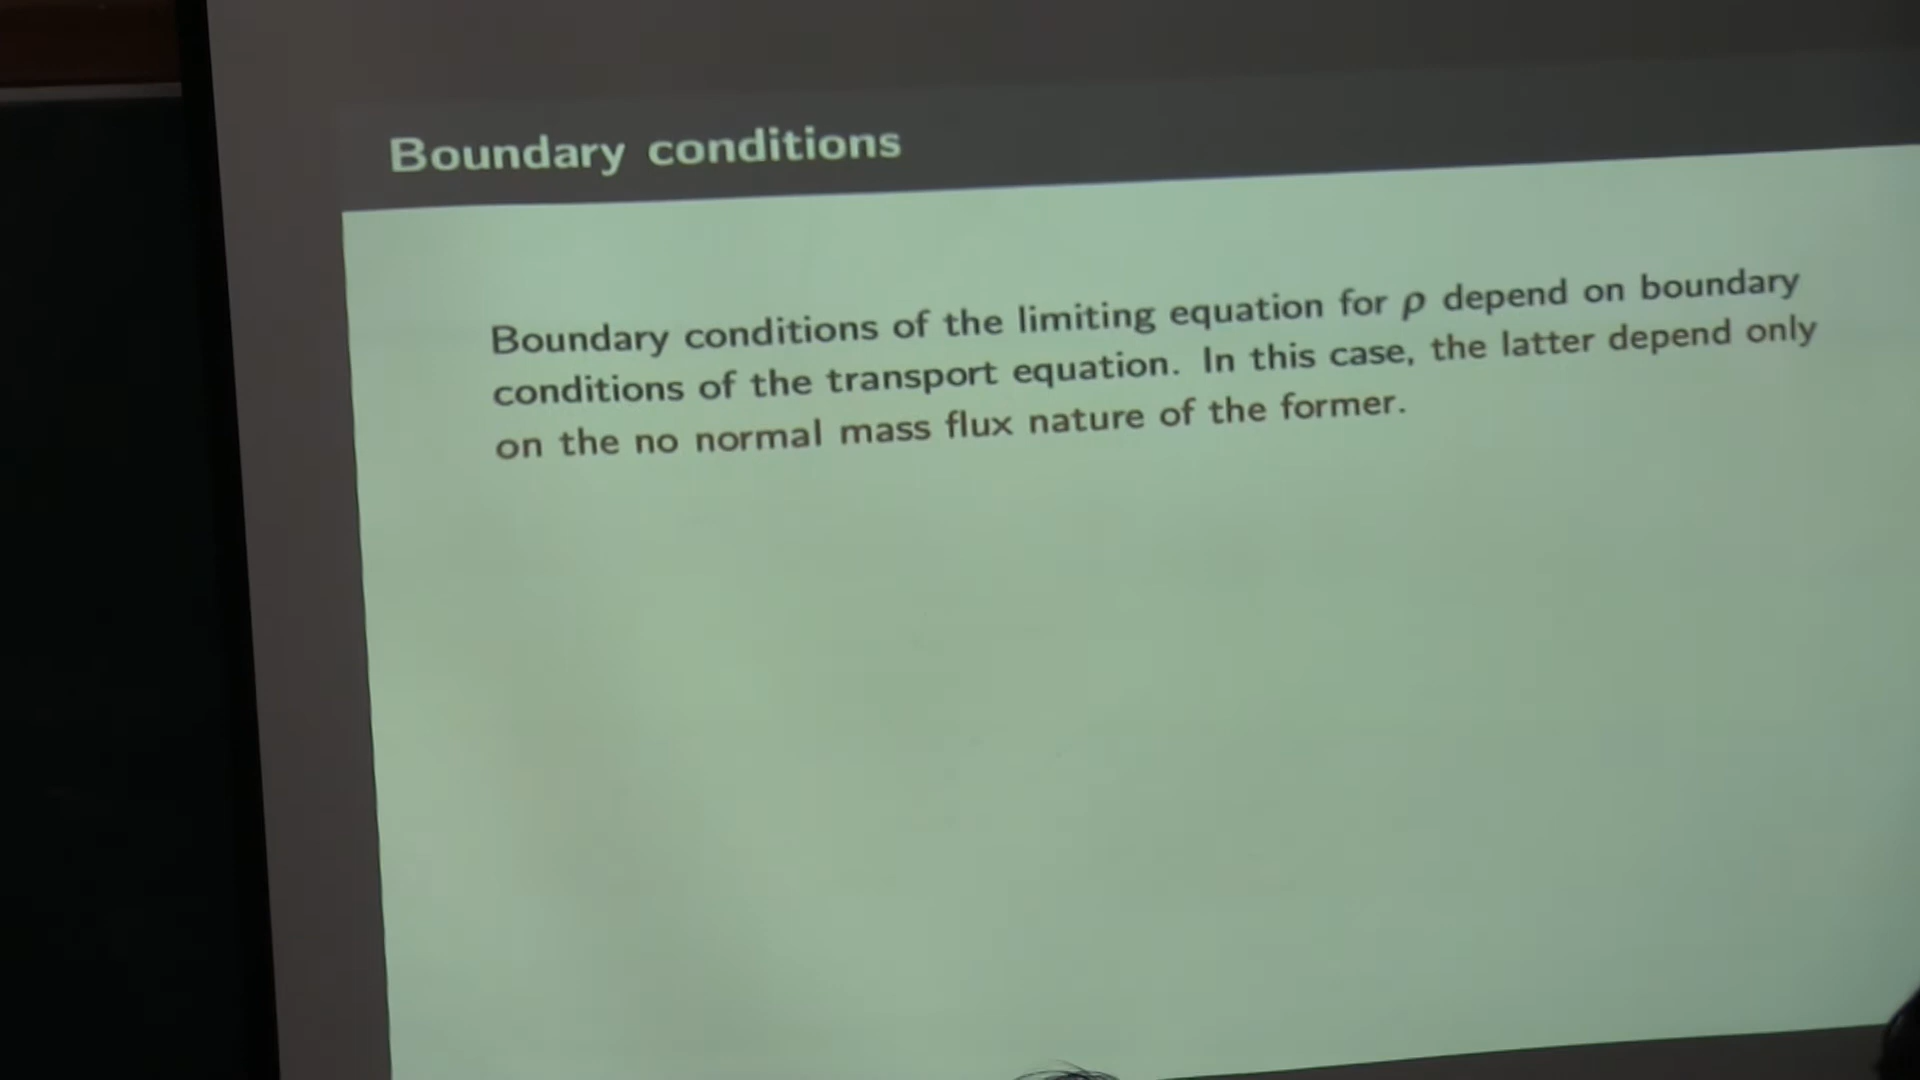 Boundary conditions
Boundary conditions of the limiting equation for ρ depend on boundary
conditions of the transport equation. In this case, the latter depend only
on the no normal mass flux nature of the former.